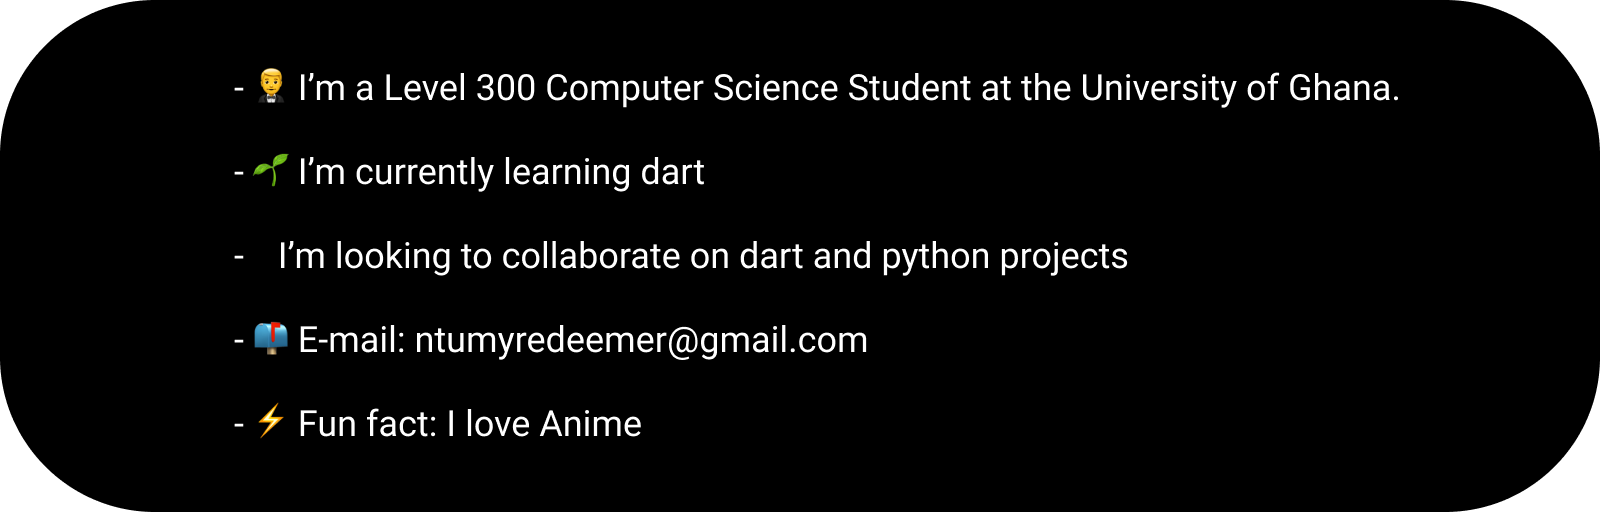 - 🤵 I’m a Level 300 Computer Science Student at the University of Ghana.
- 🌱 I’m currently learning dart
- I’m looking to collaborate on dart and python projects
- 📫 E-mail: ntumyredeemer@gmail.com
- ⚡ Fun fact: I love Anime